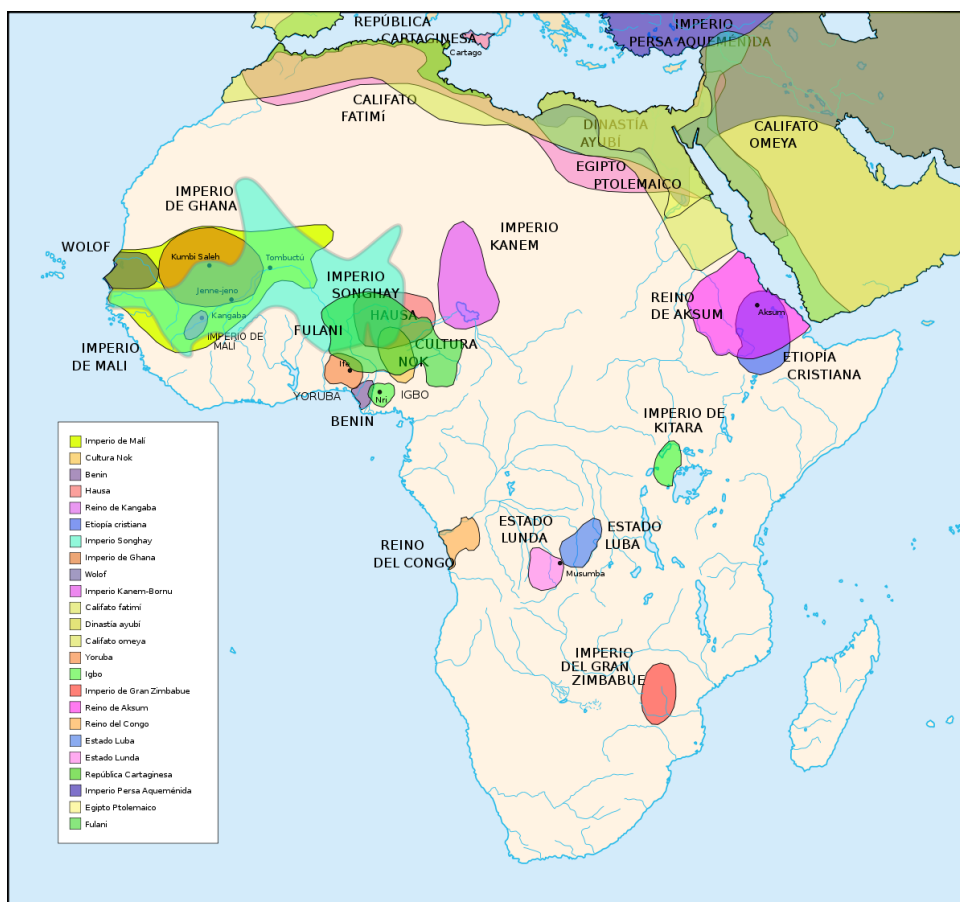 REPÚBLICA
CARTAGINESA
Cartago
IMPERIO
PERSA AQUEMÉNIDA
CALIFATO
FATIMÍ
DINASTÍA
AYUBÍ
CALIFATO
OMEYA
EGIPTO
PTOLEMAICO
IMPERIO
DE GHANA
WOLOF
Kumbi Saleh
Tombuctú
Jenne-jeno
Kangaba
IMPERIO DE
MALÍ
IMPERIO
DE MALI
IMPERIO
SONGHAY
FULANI
HAUSA
CULTURA
NOK
IMPERIO
KANEM
Ife
YORUBA
Nri
IGBO
BENIN
REINO
DE AKSUM
Aksum
ETIOPÍA
CRISTIANA
IMPERIO DE
KITARA
REINO
DEL CONGO
ESTADO
LUNDA
ESTADO
LUBA
Musumba
IMPERIO
DEL GRAN
ZIMBABUE
Imperio de Malí
Cultura Nok
Benin
Hausa
Reino de Kangaba
Etiopía cristiana
Imperio Songhay
Imperio de Ghana
Wolof
Imperio Kanem-Bornu
Califato fatimí
Dinastía ayubí
Califato omeya
Yoruba
Igbo
Imperio de Gran Zimbabue
Reino de Aksum
Reino del Congo
Estado Luba
Estado Lunda
República Cartaginesa
Imperio Persa Aqueménida
Egipto Ptolemaico
Fulani